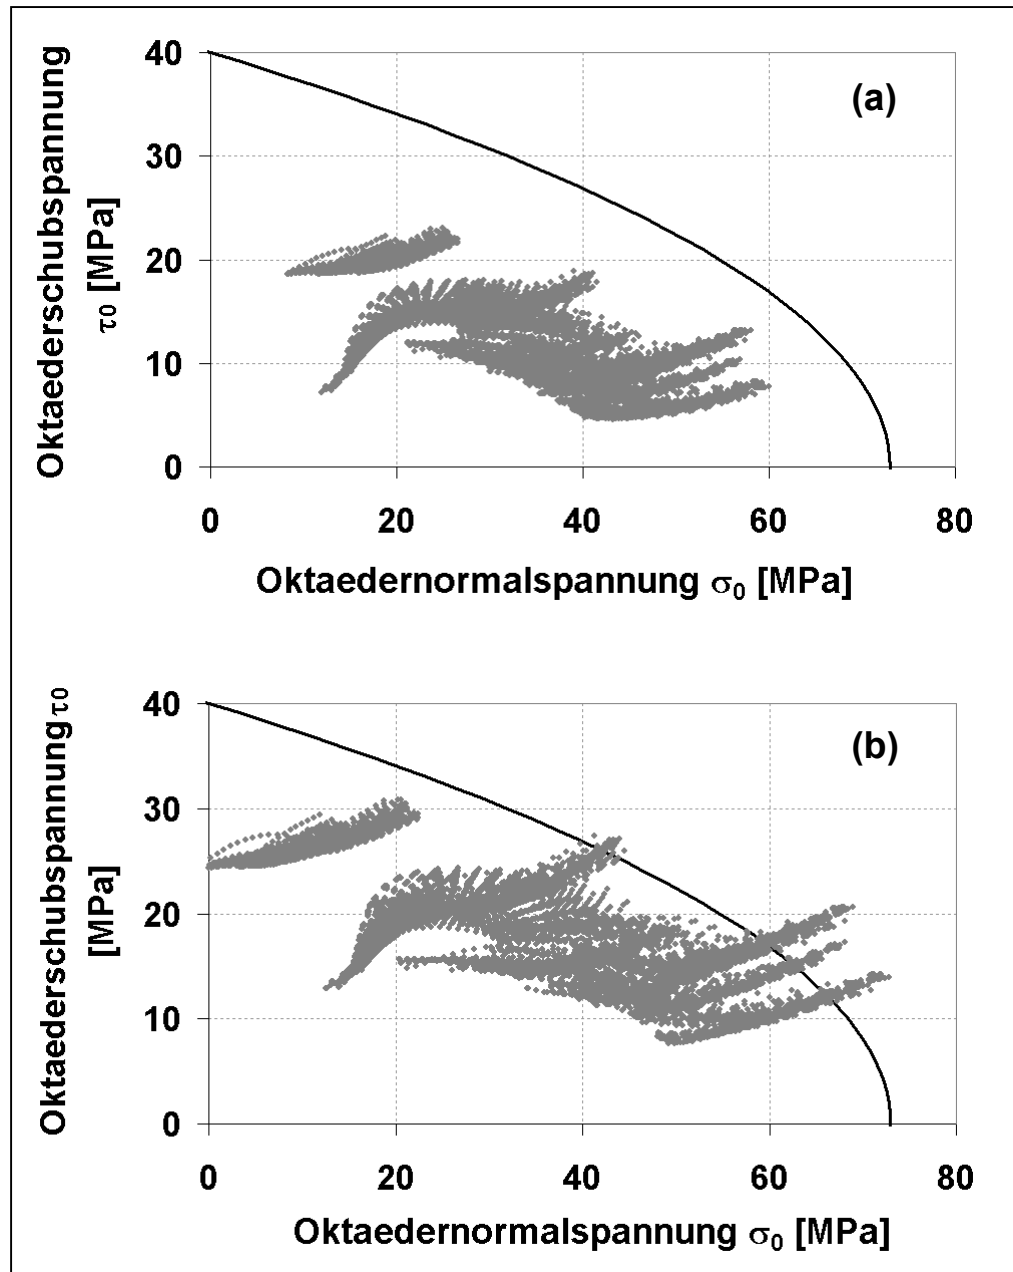 Oktaederschubspannung
τ0 [MPa]
40
30
20
10
0
(a)
0 20 40 60 80
Oktaedernormalspannung σ0 [MPa]
Oktaederschubspannung τ0
[MPa]
40
30
20
10
0
(b)
0 20 40 60 80
Oktaedernormalspannung σ0 [MPa]